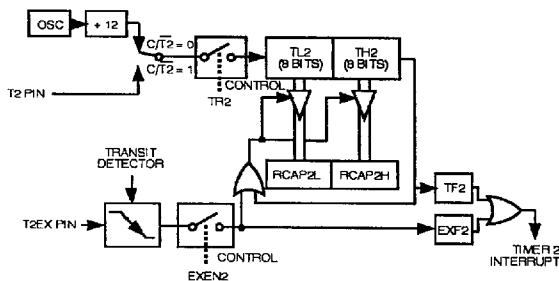 OSC
÷ 12
C/T2 = 0
C/T2 = 1
T2 PIN
TL2
(8 BITS)
TH2
(8 BITS)
CONTROL
TR2
TRANSIT
DETECTOR
RCAP2L
RCAP2H
TF2
T2EX PIN
EXF2
CONTROL
EXEN2
TIMER 2
INTERRUPT